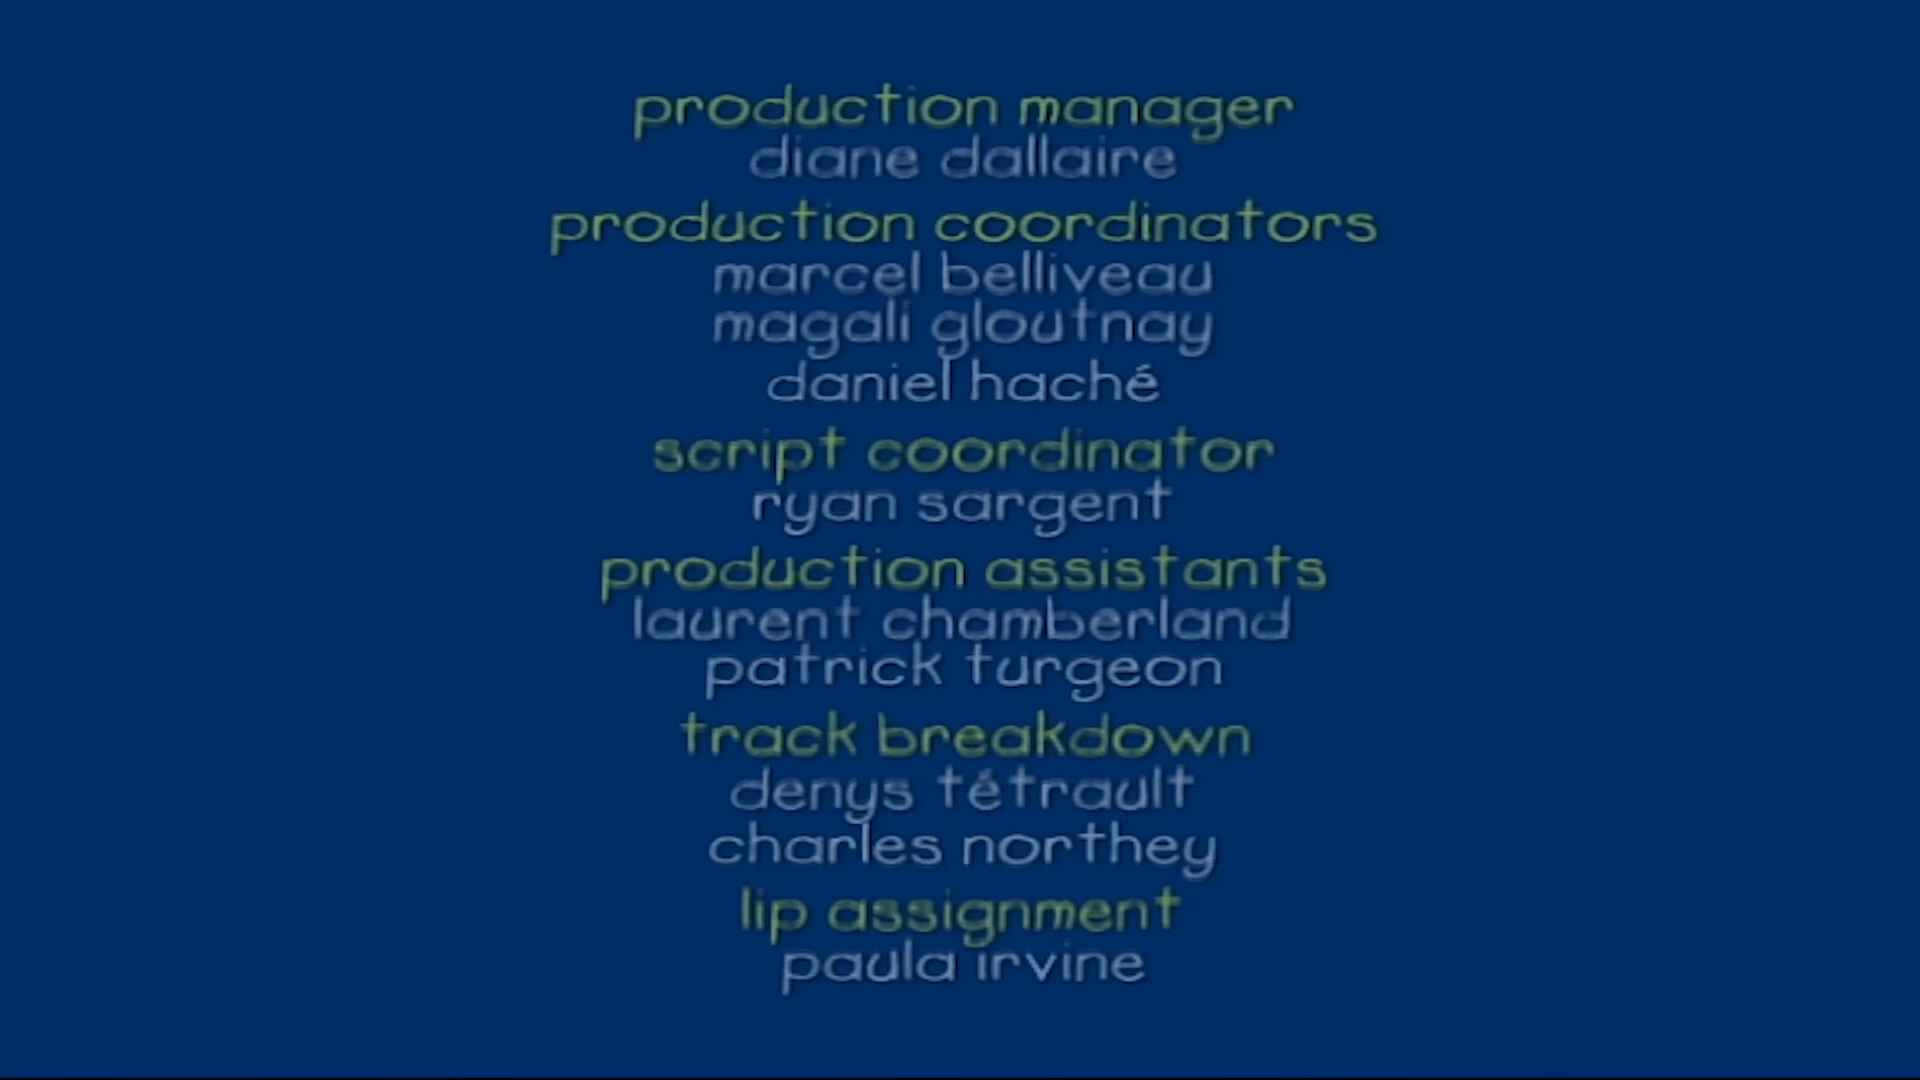 production manager
diane dallaire
production coordinators
marcel belliveau
magali gloutnay
daniel haché
script coordinator
ryan sargent
production assistants
laurent chamberland
patrick turgeon
track breakdown
denys tétrault
charles northey
lip assignment
paula irvine